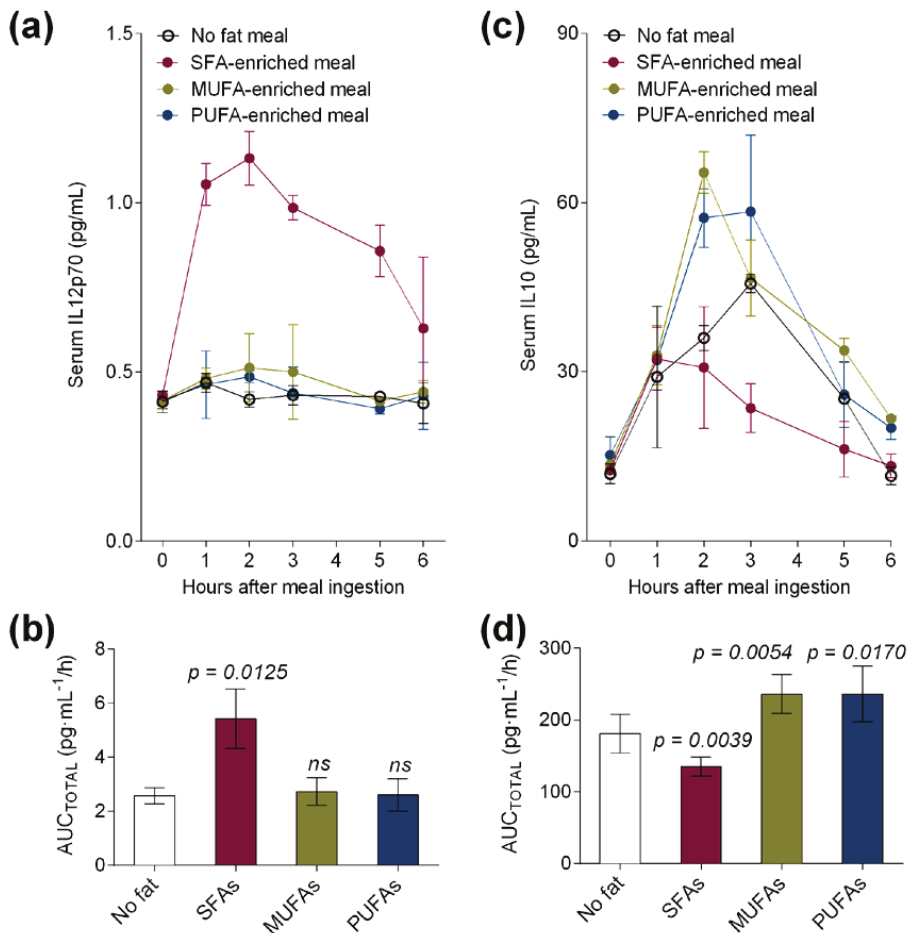 (a)
1.5
1.0
0.5
0.0
Serum IL12p70 (pg/mL)
No fat meal
SFA-enriched meal
MUFA-enriched meal
PUFA-enriched meal
0 1 2 3 4 5 6
Hours after meal ingestion
(c)
90
60
30
0
Serum IL10 (pg/mL)
No fat meal
SFA-enriched meal
MUFA-enriched meal
PUFA-enriched meal
0 1 2 3 4 5 6
Hours after meal ingestion
(b)
8
6
4
2
0
AUCTOTAL (pg·mL⁻¹/h)
p = 0.0125
ns
ns
No fat
SFAs
MUFAs
PUFAs
(d)
300
200
100
0
AUCTOTAL (pg·mL⁻¹/h)
p = 0.0054
p = 0.0170
p = 0.0039
No fat
SFAs
MUFAs
PUFAs